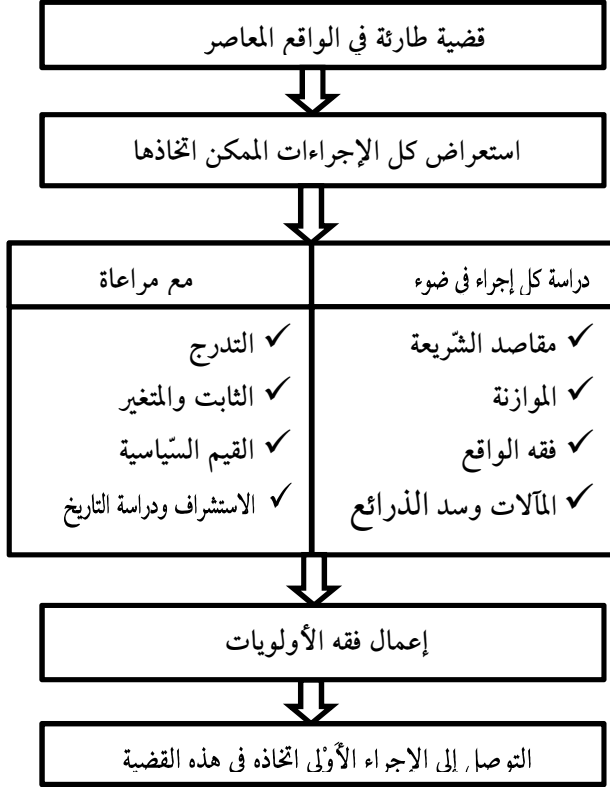 قضية طارئة في الواقع المعاصر
استعراض كل الإجراءات الممكن اتخاذها
دراسة كل إجراء في ضوء
مع مراعاة
✓ مقاصد الشّريعة
✓ الموازنة
✓ فقه الواقع
✓ المآلات وسد الذرائع
✓ التدرج
✓ الثابت والمتغير
✓ القيم السّياسية
✓ الاستشراف ودراسة التاريخ
إعمال فقه الأولويات
التوصل إلى الإجراء الأَوْلى اتخاذه في هذه القضية